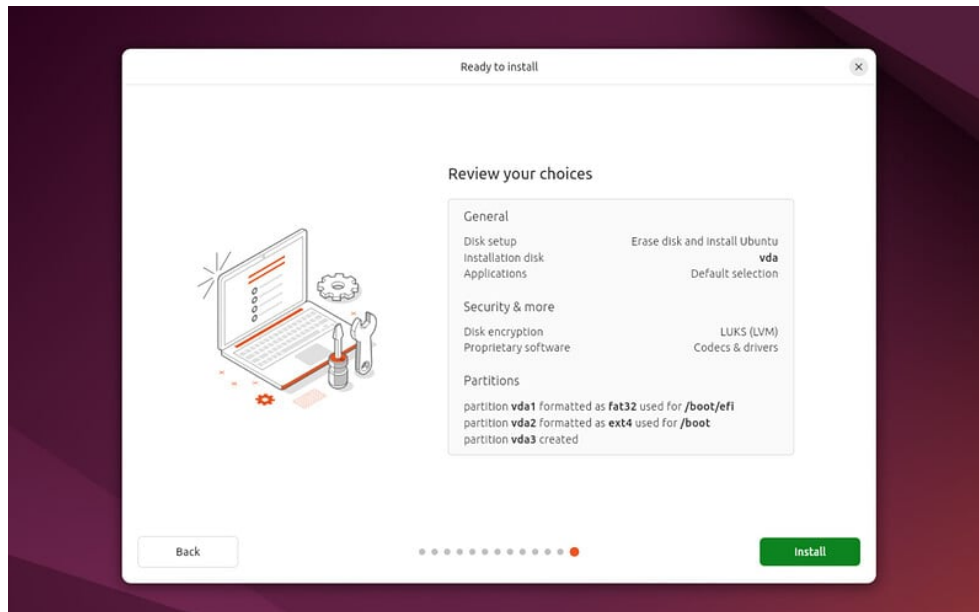 Ready to install
Review your choices
General
Disk setup Erase disk and install Ubuntu
Installation disk vda
Applications Default selection
Security & more
Disk encryption LUKS (LVM)
Proprietary software Codecs & drivers
Partitions
partition vda1 formatted as fat32 used for /boot/efi
partition vda2 formatted as ext4 used for /boot
partition vda3 created
Back Install